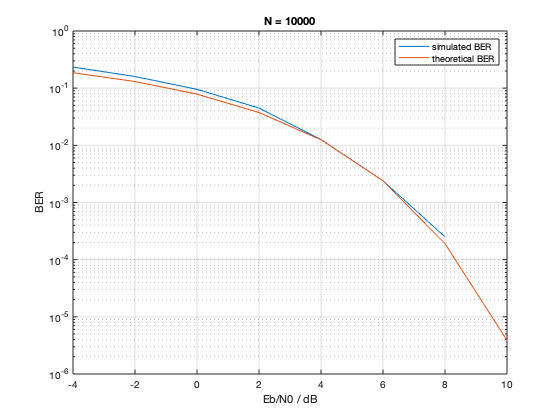 N = 10000
simulated BER
theoretical BER
10^0
10^-1
10^-2
10^-3
10^-4
10^-5
10^-6
BER
-4 -2 0 2 4 6 8 10
Eb/N0 / dB